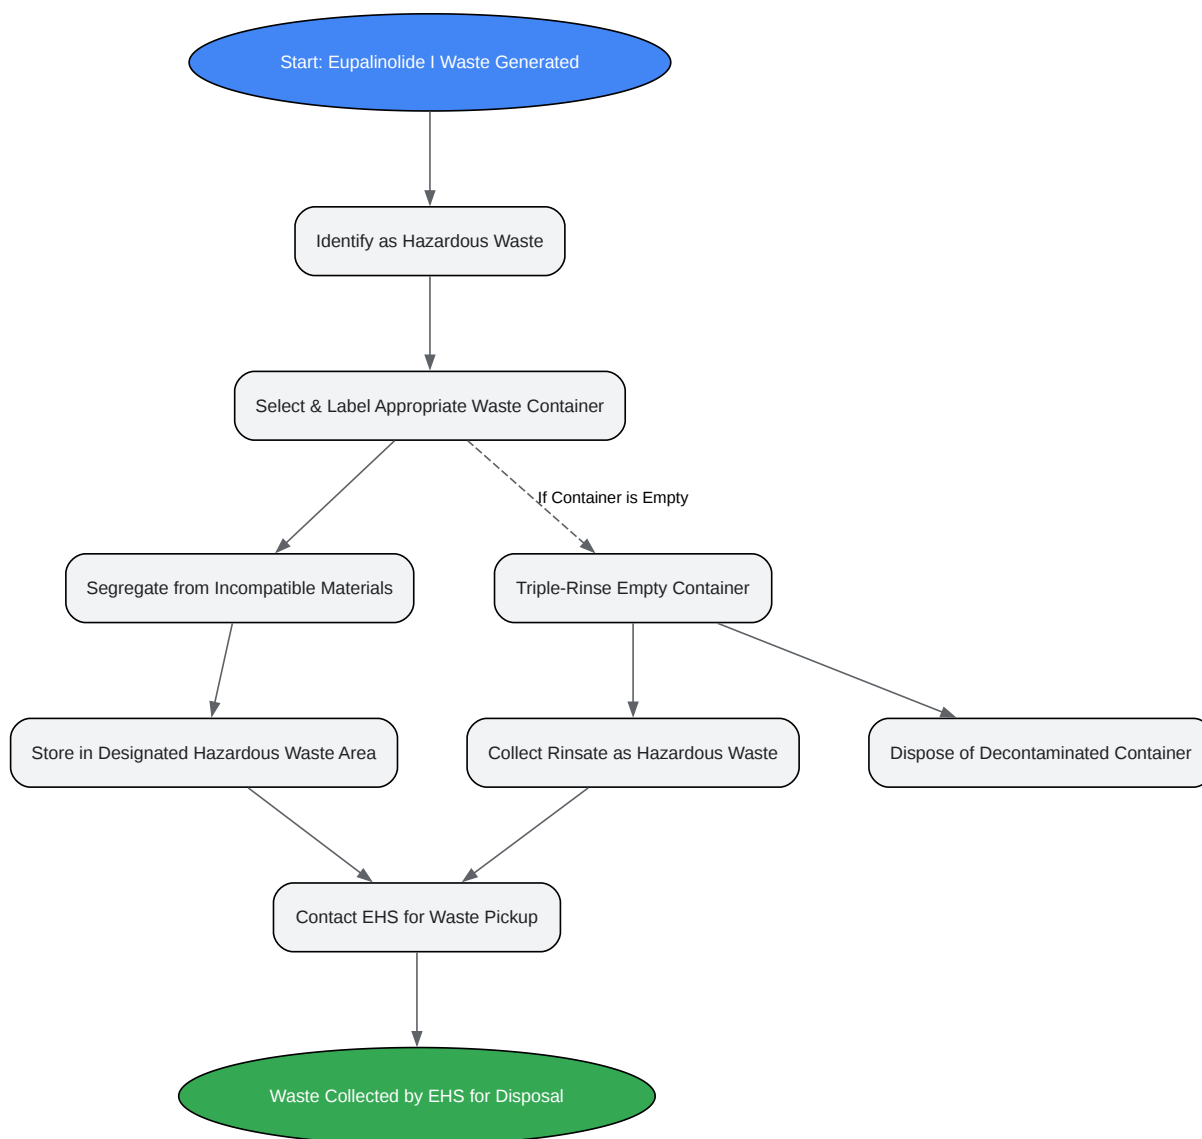 Start: Eupalinolide I Waste Generated
Identify as Hazardous Waste
Select & Label Appropriate Waste Container
If Container is Empty
Segregate from Incompatible Materials
Triple-Rinse Empty Container
Store in Designated Hazardous Waste Area
Collect Rinsate as Hazardous Waste
Dispose of Decontaminated Container
Contact EHS for Waste Pickup
Waste Collected by EHS for Disposal